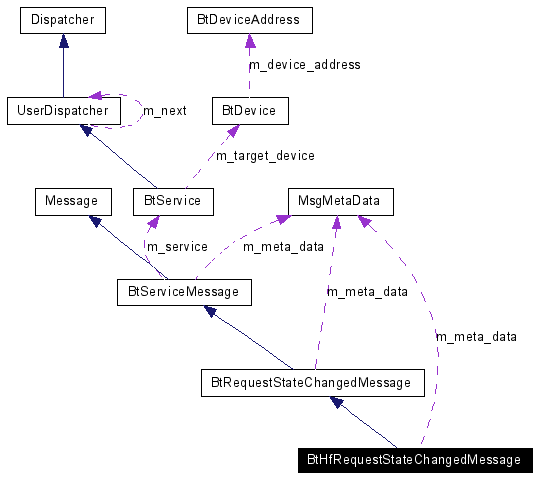 Dispatcher
BtDeviceAddress
m_device_address
UserDispatcher
m_next
BtDevice
m_target_device
Message
BtService
MsgMetaData
m_service
m_meta_data
BtServiceMessage
m_meta_data
m_meta_data
BtRequestStateChangedMessage
BtHfRequestStateChangedMessage